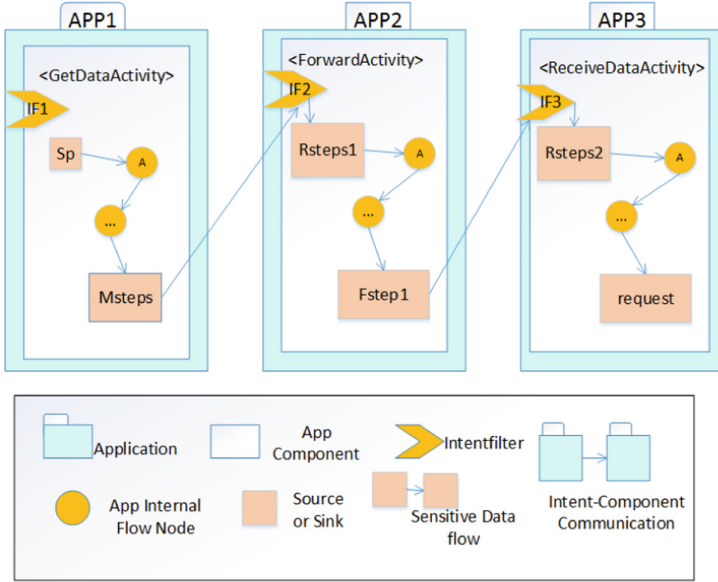 APP1
APP2
APP3
<GetDataActivity>
IF1
Sp
A
...
Msteps
<ForwardActivity>
IF2
Rsteps1
A
...
Fstep1
<ReceiveDataActivity>
IF3
Rsteps2
A
...
request
Application
App
Component
Intentfilter
App Internal
Flow Node
Source
or Sink
Sensitive Data
flow
Intent-Component
Communication